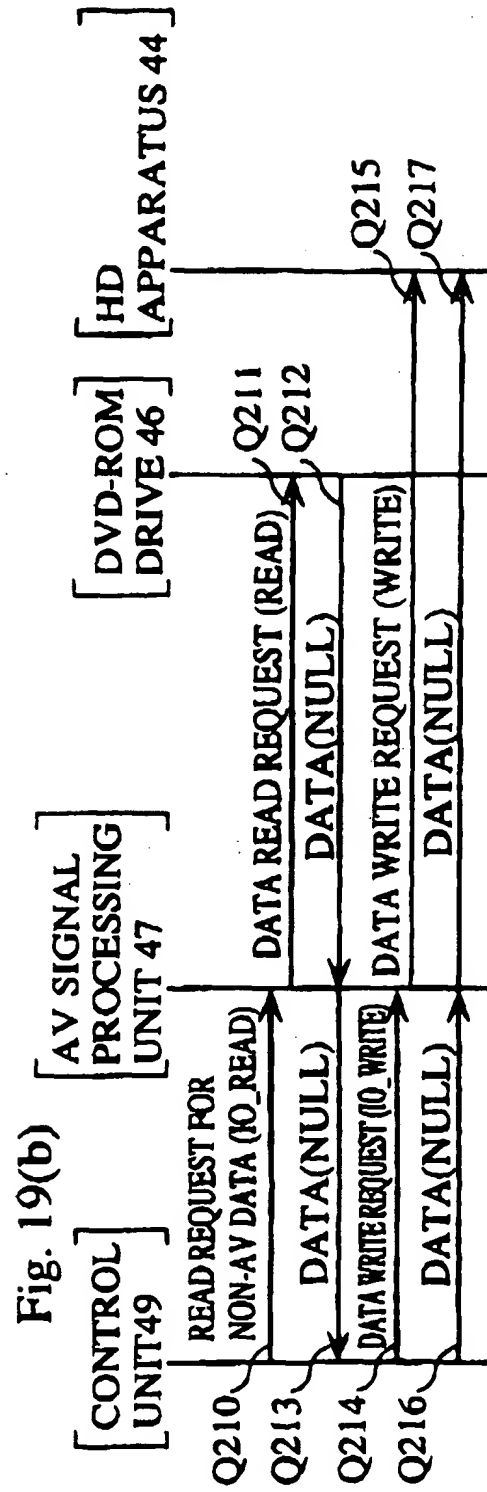 Fig. 19(b)
[CONTROL
UNIT49]
[AV SIGNAL
PROCESSING
UNIT 47]
[DVD-ROM
DRIVE 46]
[HD
APPARATUS 44]
READ REQUEST FOR
NON-AV DATA (IO_READ)
Q210
DATA READ REQUEST (READ)
Q211
DATA(NULL)
Q212
DATA(NULL)
Q213
DATA WRITE REQUEST (IO_WRITE)
Q214
DATA WRITE REQUEST (WRITE)
Q215
DATA(NULL)
Q216
DATA(NULL)
Q217